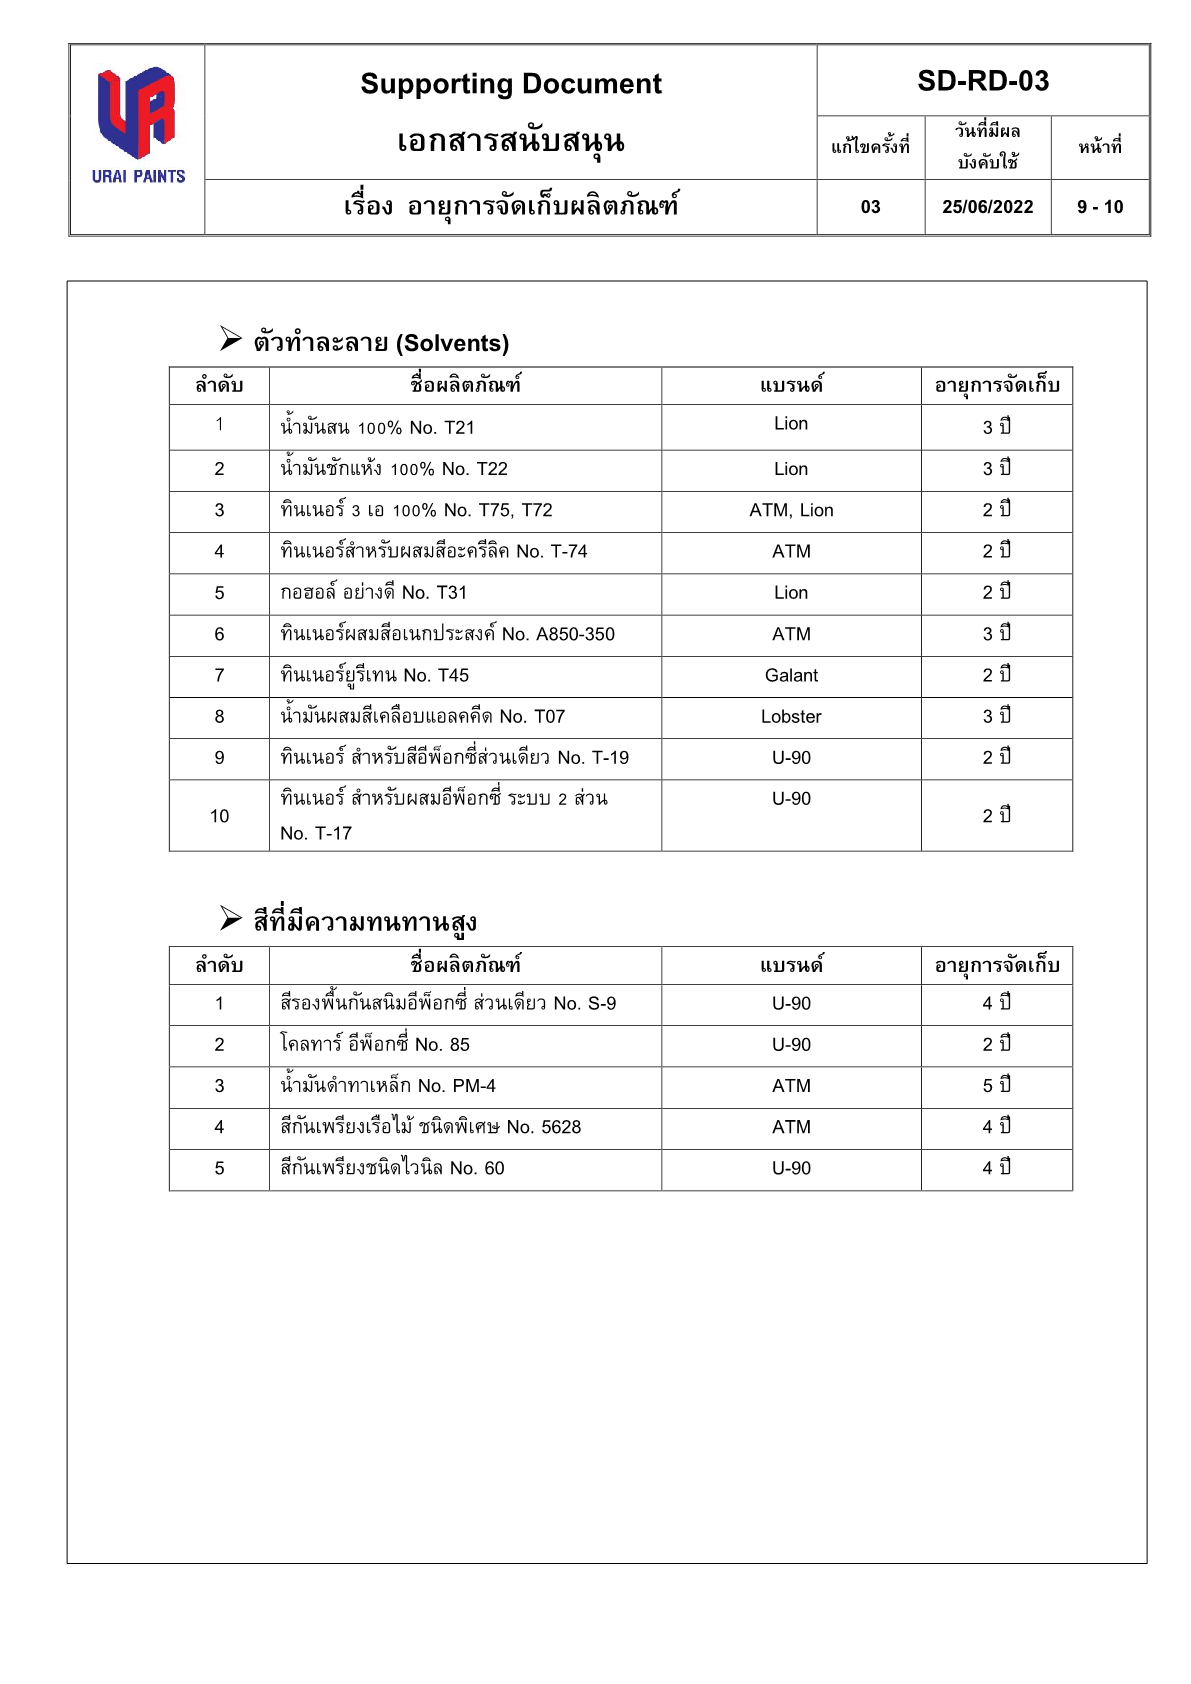 URAI PAINTS
Supporting Document
เอกสารสนับสนุน
SD-RD-03
แก้ไขครั้งที่
วันที่มีผล
บังคับใช้
หน้าที่
เรื่อง อายุการจัดเก็บผลิตภัณฑ์
03
25/06/2022
9 - 10
ตัวทำละลาย (Solvents)
ลำดับ ชื่อผลิตภัณฑ์ แบรนด์ อายุการจัดเก็บ
1 น้ำมันสน 100% No. T21 Lion 3 ปี
2 น้ำมันชักแห้ง 100% No. T22 Lion 3 ปี
3 ทินเนอร์ 3 เอ 100% No. T75, T72 ATM, Lion 2 ปี
4 ทินเนอร์สำหรับผสมสีอะครีลิค No. T-74 ATM 2 ปี
5 กอฮอล์ อย่างดี No. T31 Lion 2 ปี
6 ทินเนอร์ผสมสีอเนกประสงค์ No. A850-350 ATM 3 ปี
7 ทินเนอร์ยูรีเทน No. T45 Galant 2 ปี
8 น้ำมันผสมสีเคลือบแอลคคีด No. T07 Lobster 3 ปี
9 ทินเนอร์ สำหรับสีอีพ็อกซี่ส่วนเดียว No. T-19 U-90 2 ปี
10 ทินเนอร์ สำหรับผสมอีพ็อกซี่ ระบบ 2 ส่วน U-90 2 ปี
No. T-17
สีที่มีความทนทานสูง
ลำดับ ชื่อผลิตภัณฑ์ แบรนด์ อายุการจัดเก็บ
1 สีรองพื้นกันสนิมอีพ็อกซี่ ส่วนเดียว No. S-9 U-90 4 ปี
2 โคลทาร์ อีพ็อกซี่ No. 85 U-90 2 ปี
3 น้ำมันดำทาเหล็ก No. PM-4 ATM 5 ปี
4 สีกันเพรียงเรือไม้ ชนิดพิเศษ No. 5628 ATM 4 ปี
5 สีกันเพรียงชนิดไวนิล No. 60 U-90 4 ปี